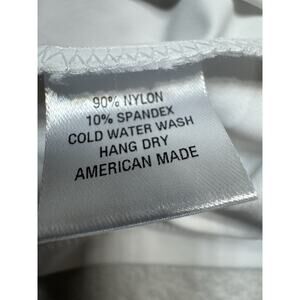 90% NYLON
10% SPANDEX
COLD WATER WASH
HANG DRY
AMERICAN MADE